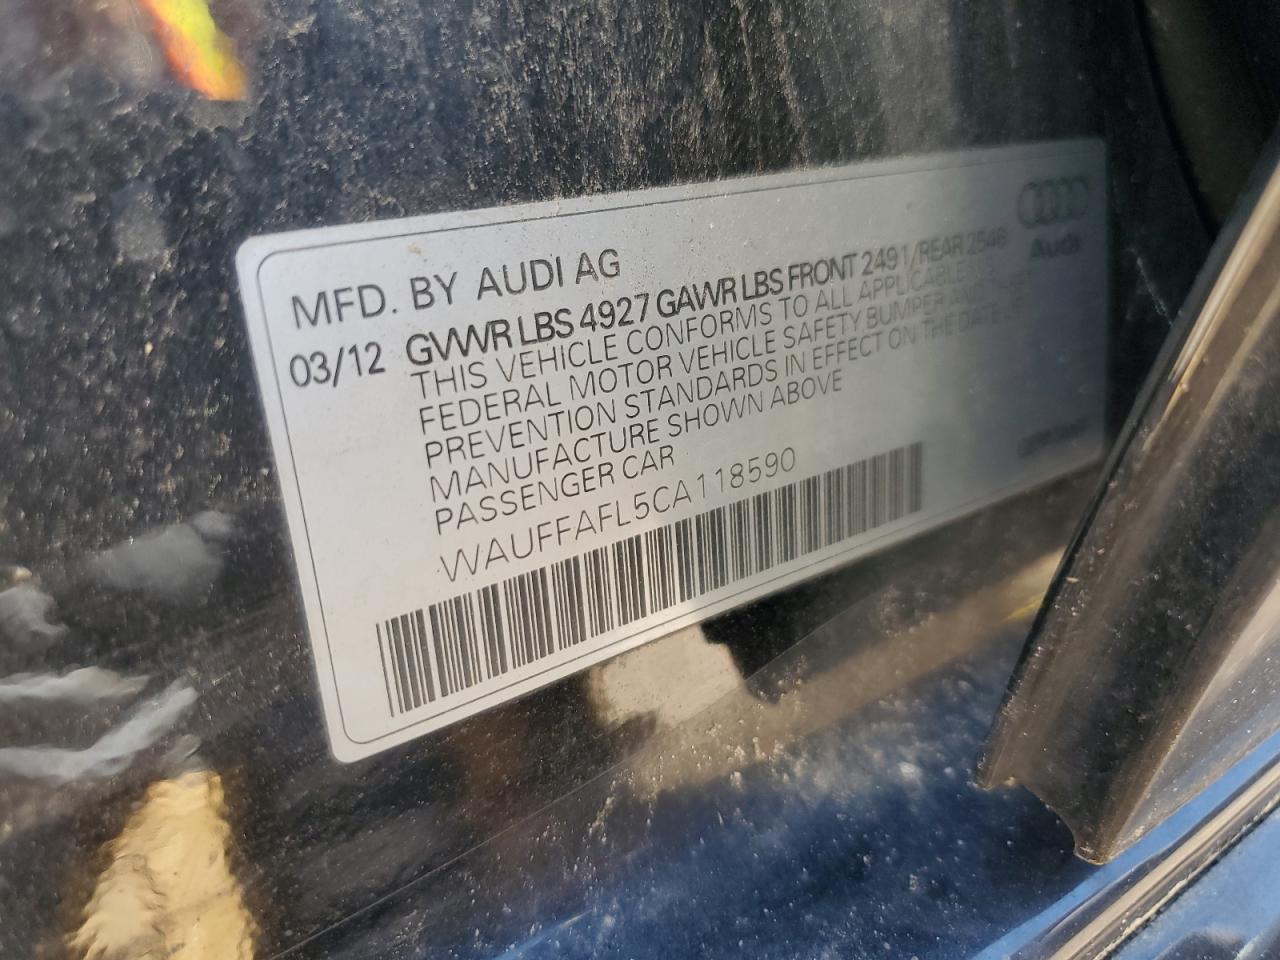 MFD. BY AUDI AG
Audi
03/12 GVWR LBS 4927 GAWR LBS FRONT 2491/REAR 2546
THIS VEHICLE CONFORMS TO ALL APPLICABLE
FEDERAL MOTOR VEHICLE SAFETY BUMPER AND THEFT
PREVENTION STANDARDS IN EFFECT ON THE DATE OF
MANUFACTURE SHOWN ABOVE
PASSENGER CAR
WAUFFAFL5CA118590